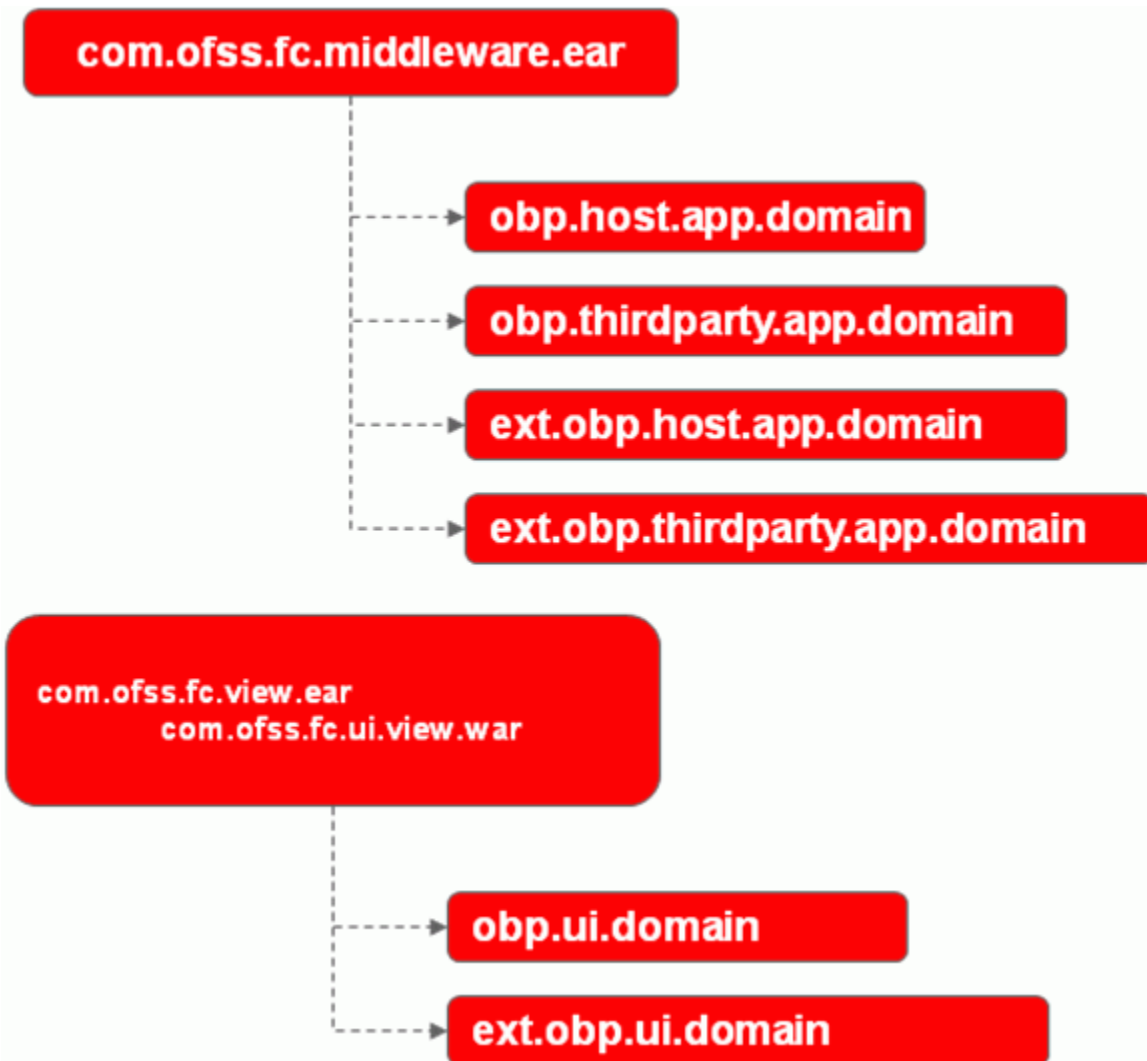 com.ofss.fc.middleware.ear
obp.host.app.domain
obp.thirdparty.app.domain
ext.obp.host.app.domain
ext.obp.thirdparty.app.domain
com.ofss.fc.view.ear
com.ofss.fc.ui.view.war
obp.ui.domain
ext.obp.ui.domain